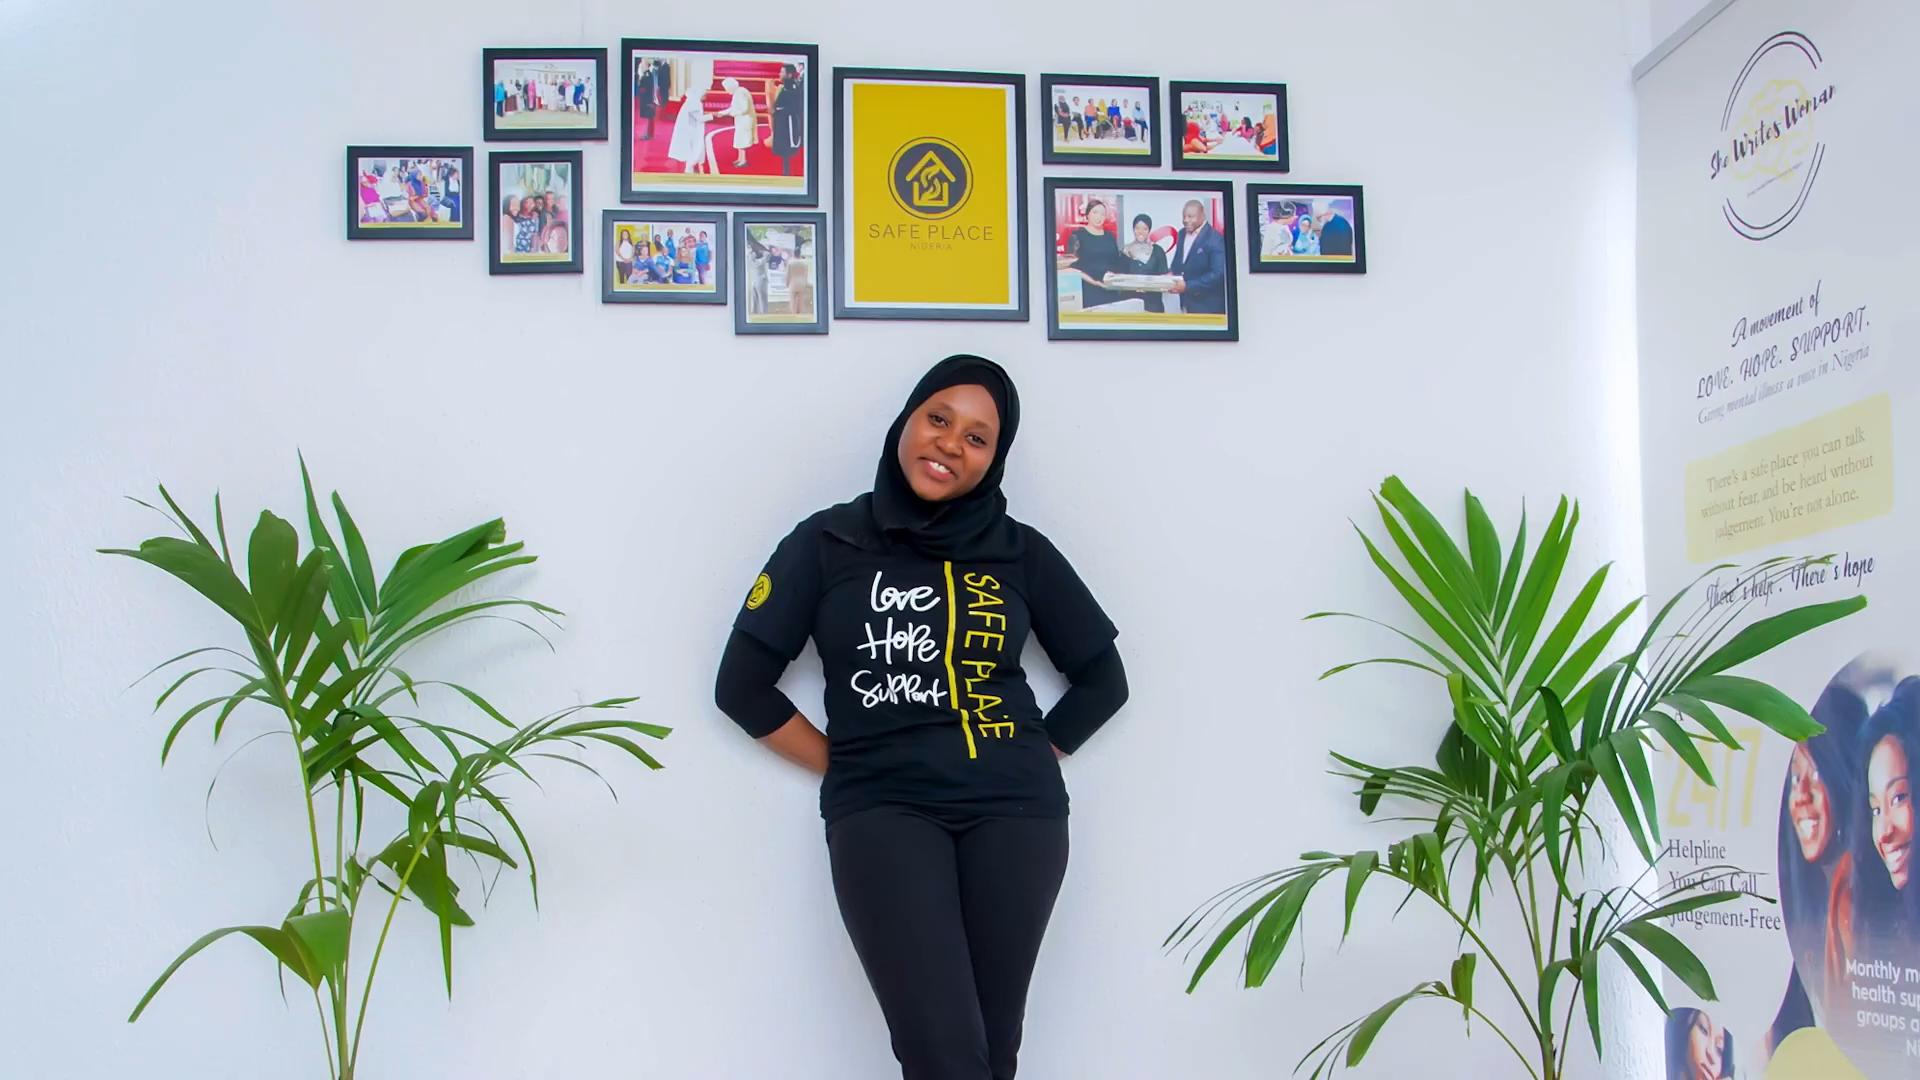 SAFE PLACE
NIGERIA
Love
Hope
Support
SAFE PLACE
She Writes Woman
A movement of
LOVE. HOPE. SUPPORT.
Giving mental illness a voice in Nigeria
There's a safe place you can talk
without fear, and be heard without
judgement. You're not alone.
There's help. There's hope
A
24/7
Helpline
You Can Call
Judgement-Free
Monthly m
health sup
groups a
Ni